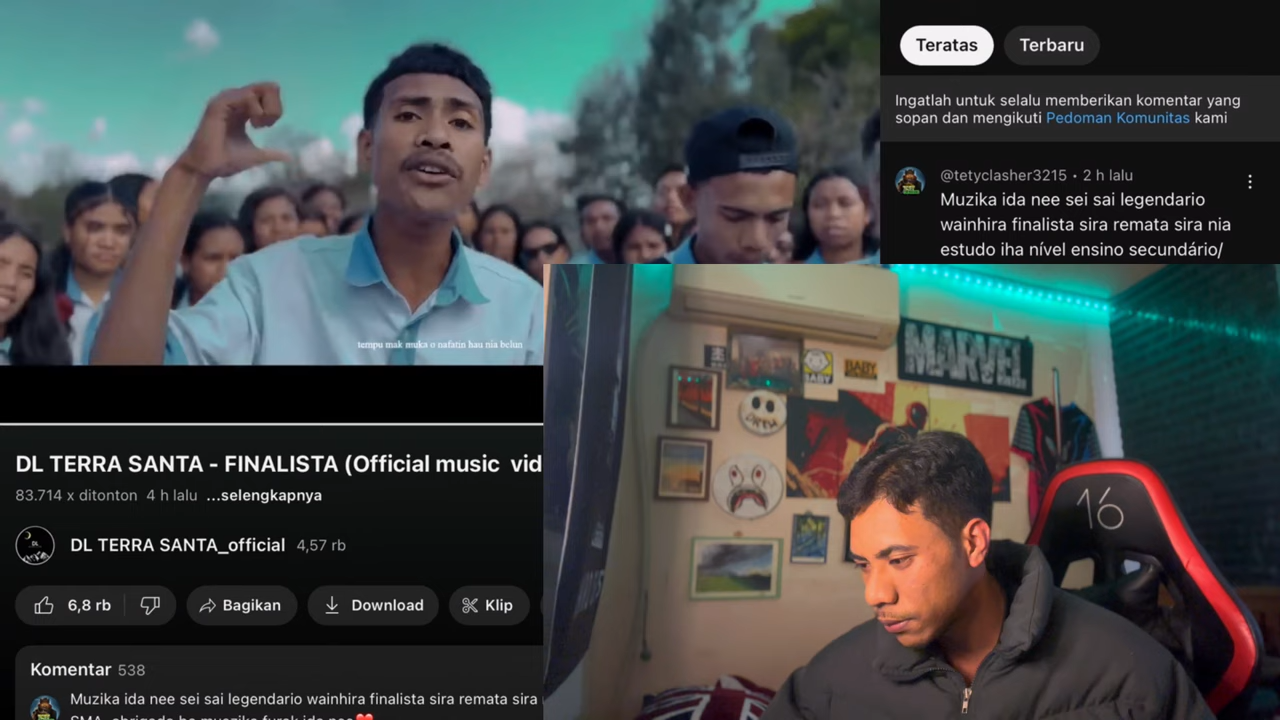 Teratas
Terbaru
Ingatlah untuk selalu memberikan komentar yang
sopan dan mengikuti Pedoman Komunitas kami
@tetyclasher3215 • 2 h lalu
Muzika ida nee sei sai legendario
wainhira finalista sira remata sira nia
estudo iha nível ensino secundário/
tempu mak muka o nafatin hau nia belun
MARVEL
BABY
BABY
DREW
16
DL TERRA SANTA - FINALISTA (Official music vid
83.714 x ditonton 4 h lalu ...selengkapnya
DL
DL TERRA SANTA_official 4,57 rb
6,8 rb
Bagikan
Download
Klip
Komentar 538
Muzika ida nee sei sai legendario wainhira finalista sira remata sira